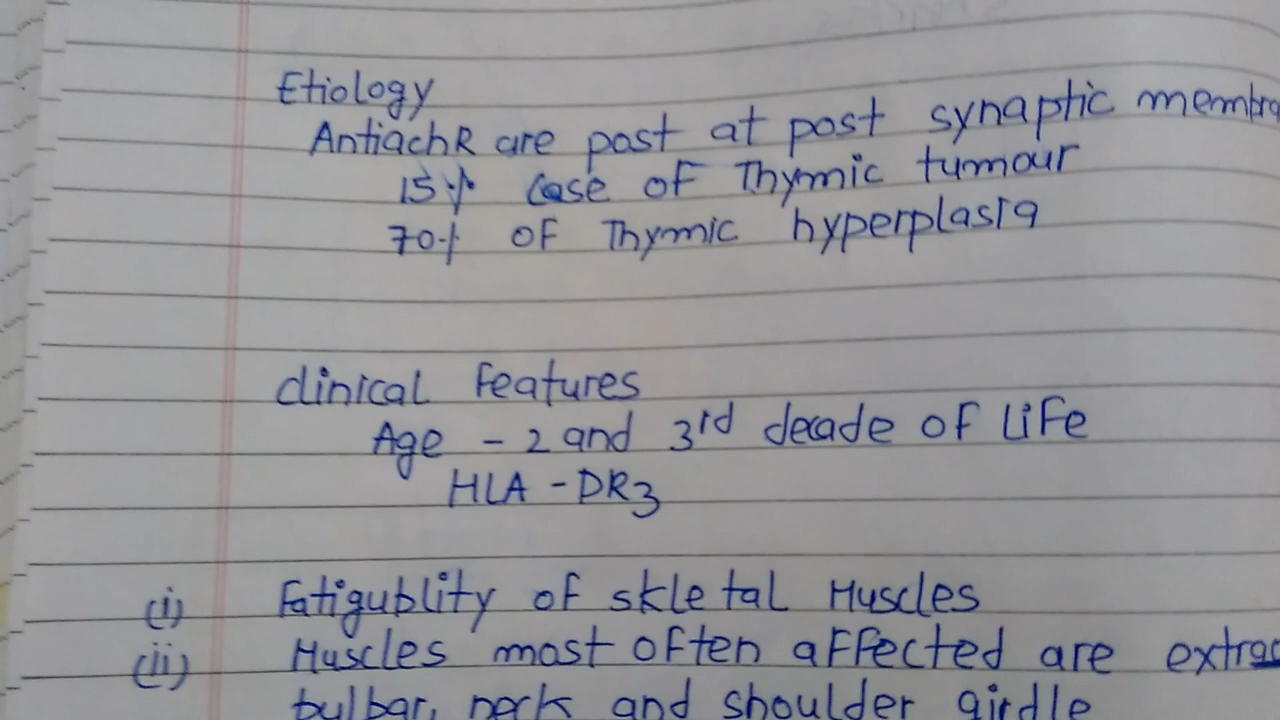 Etiology
AntiachR are post at post synaptic membra
15% Case of Thymic tumour
70% of Thymic hyperplasia
clinical features
Age - 2 and 3rd decade of life
HLA - DR3
(i) Fatigublity of skletal Muscles
(ii) Muscles most often affected are extrac
bulbar, neck and shoulder girdle